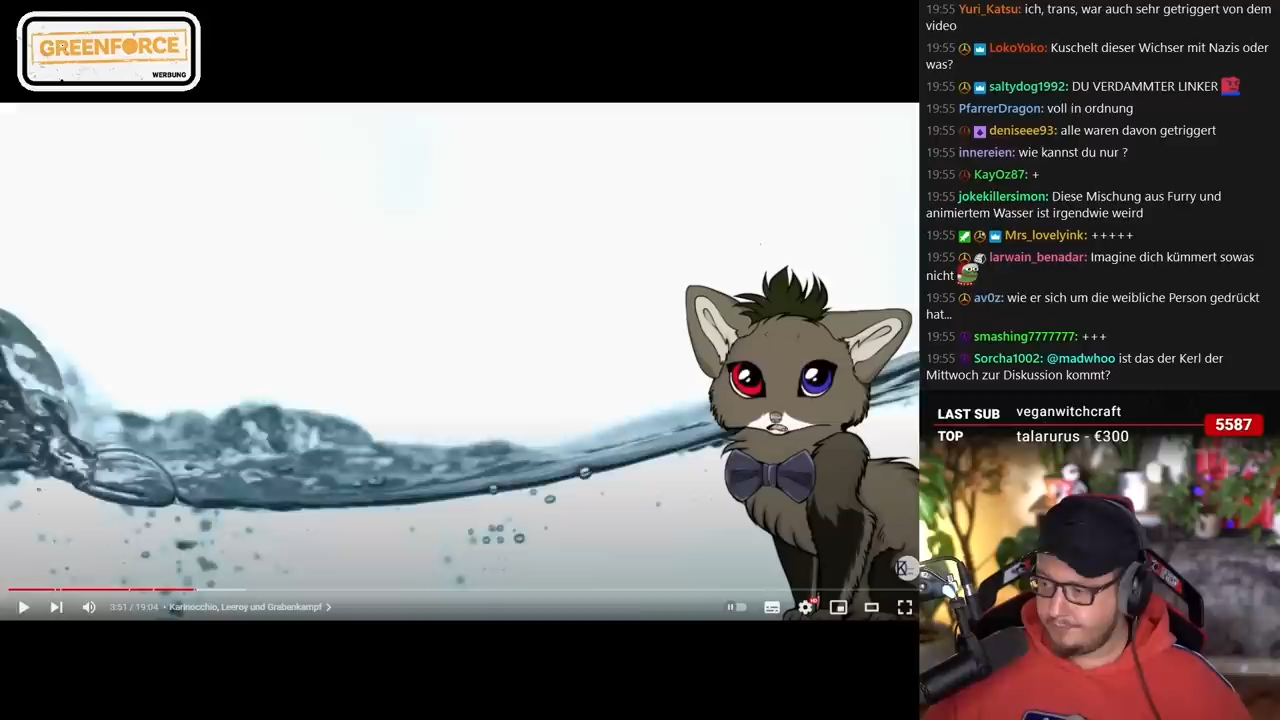 GREENFORCE
WERBUNG
3:51 / 19:04 • Karinocchio, Leeroy und Grabenkampf
19:55 Yuri_Katsu: ich, trans, war auch sehr getriggert von dem
video
19:55 LokoYoko: Kuschelt dieser Wichser mit Nazis oder
was?
19:55 saltydog1992: DU VERDAMMTER LINKER
19:55 PfarrerDragon: voll in ordnung
19:55 deniseee93: alle waren davon getriggert
19:55 innereien: wie kannst du nur ?
19:55 KayOz87: +
19:55 jokekillersimon: Diese Mischung aus Furry und
animiertem Wasser ist irgendwie weird
19:55 Mrs_lovelyink: +++++
19:55 larwain_benadar: Imagine dich kümmert sowas
nicht
19:55 av0z: wie er sich um die weibliche Person gedrückt
hat...
19:55 smashing7777777: +++
19:55 Sorcha1002: @madwhoo ist das der Kerl der
Mittwoch zur Diskussion kommt?
LAST SUB veganwitchcraft
TOP talarurus - €300
5587